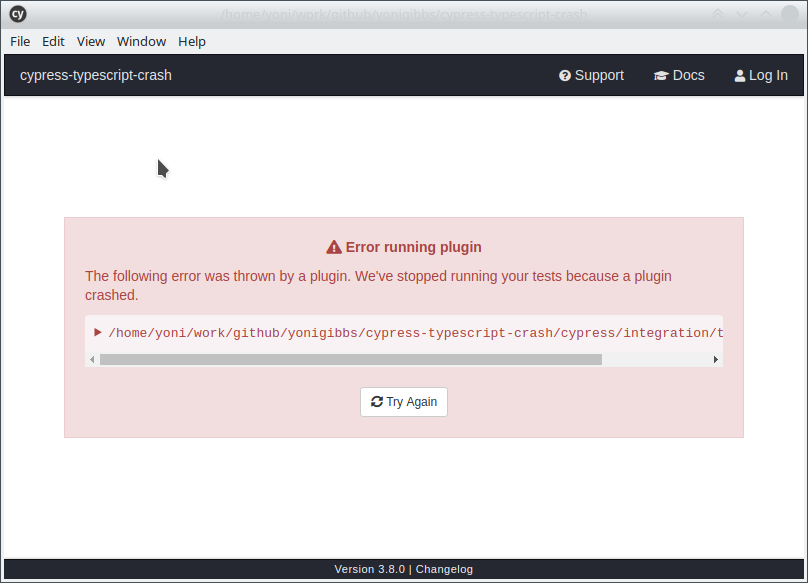 cy /home/yoni/work/github/yonigibbs/cypress-typescript-crash
File Edit View Window Help
cypress-typescript-crash Support Docs Log In
Error running plugin
The following error was thrown by a plugin. We've stopped running your tests because a plugin
crashed.
/home/yoni/work/github/yonigibbs/cypress-typescript-crash/cypress/integration/t
Try Again
Version 3.8.0 | Changelog